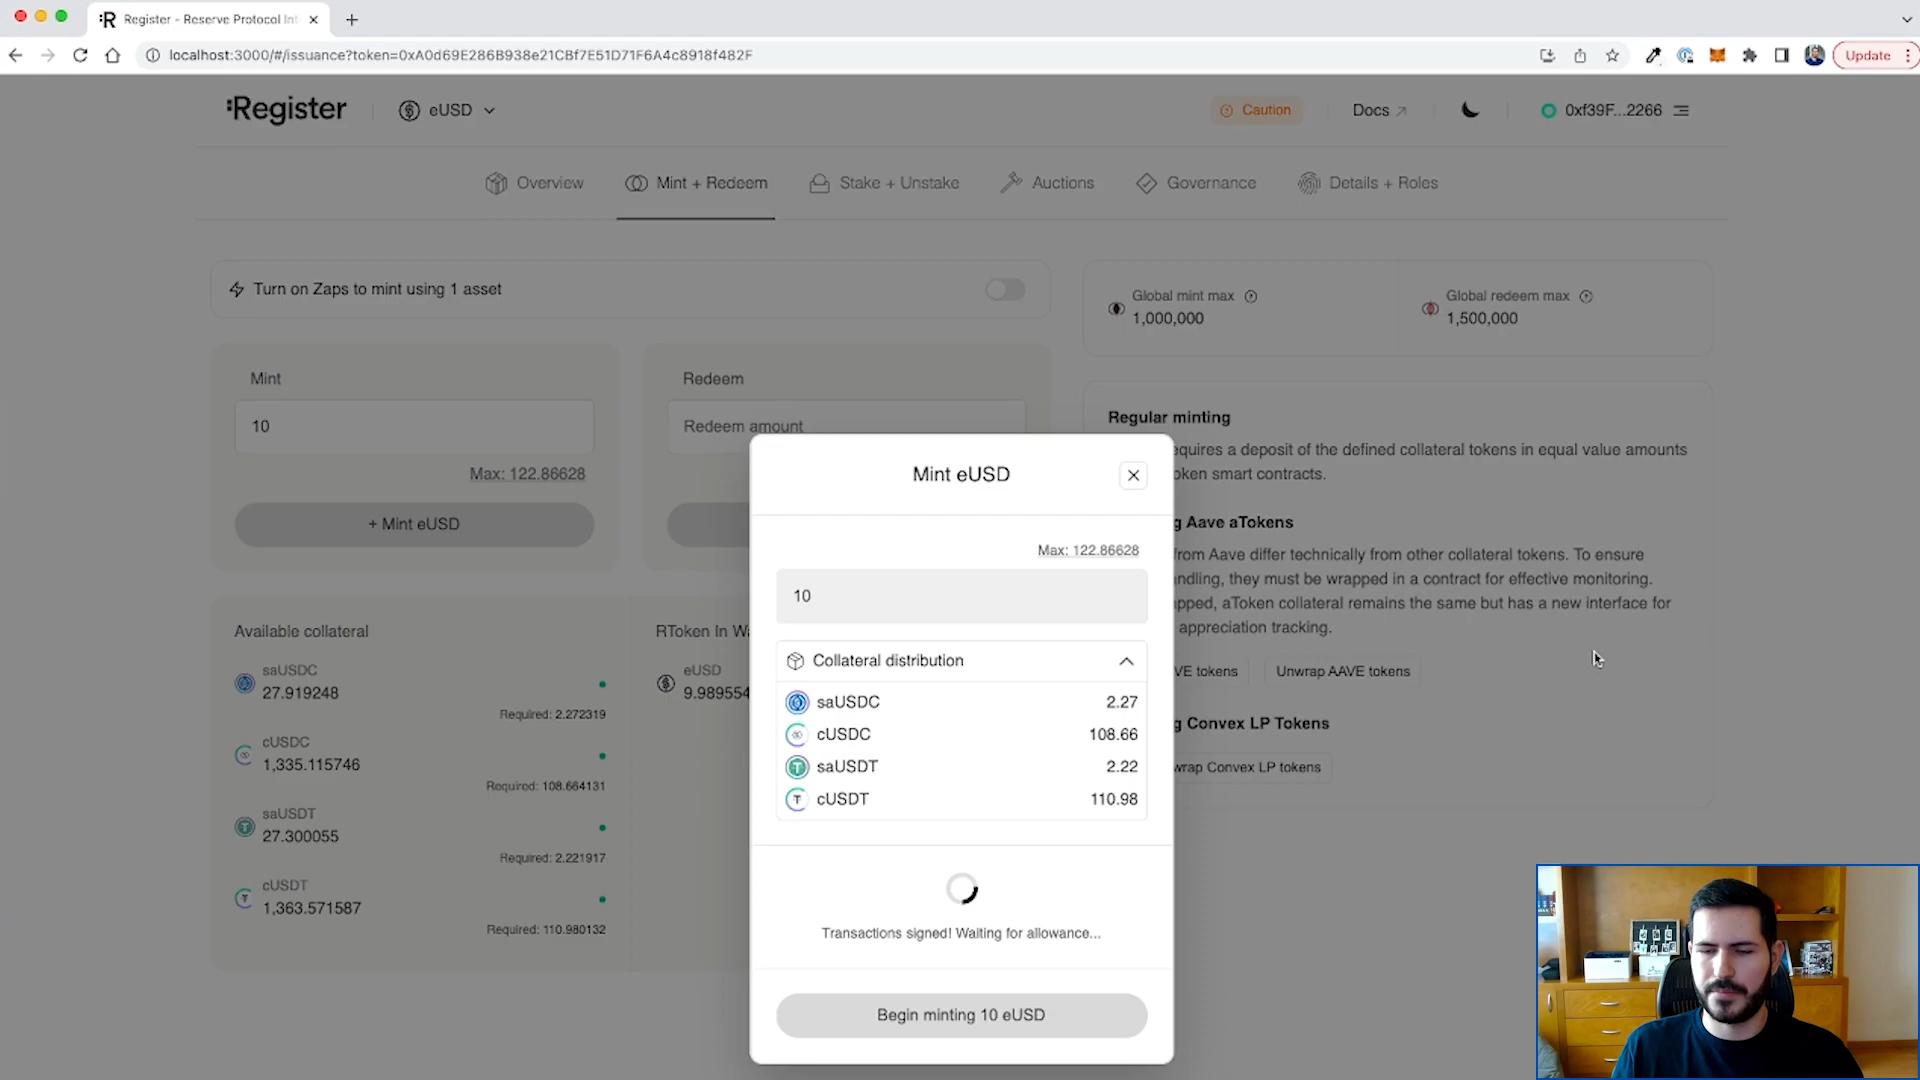 Register - Reserve Protocol Int
localhost:3000/#/issuance?token=0xA0d69E286B938e21CBf7E51D71F6A4c8918f482F
Update
Register
eUSD
Caution
Docs
0xf39F...2266
Overview
Mint + Redeem
Stake + Unstake
Auctions
Governance
Details + Roles
Turn on Zaps to mint using 1 asset
Global mint max
1,000,000
Global redeem max
1,500,000
Mint
10
Max: 122.86628
+ Mint eUSD
Redeem
Redeem amount
Available collateral
saUSDC
27.919248
Required: 2.272319
cUSDC
1,335.115746
Required: 108.664131
saUSDT
27.300055
Required: 2.221917
cUSDT
1,363.571587
Required: 110.980132
RToken In Wa
eUSD
9.989554
Mint eUSD
Max: 122.86628
10
Collateral distribution
saUSDC 2.27
cUSDC 108.66
saUSDT 2.22
cUSDT 110.98
Transactions signed! Waiting for allowance...
Begin minting 10 eUSD
Regular minting
equires a deposit of the defined collateral tokens in equal value amounts
oken smart contracts.
g Aave aTokens
from Aave differ technically from other collateral tokens. To ensure
ndling, they must be wrapped in a contract for effective monitoring.
pped, aToken collateral remains the same but has a new interface for
appreciation tracking.
VE tokens
Unwrap AAVE tokens
g Convex LP Tokens
wrap Convex LP tokens